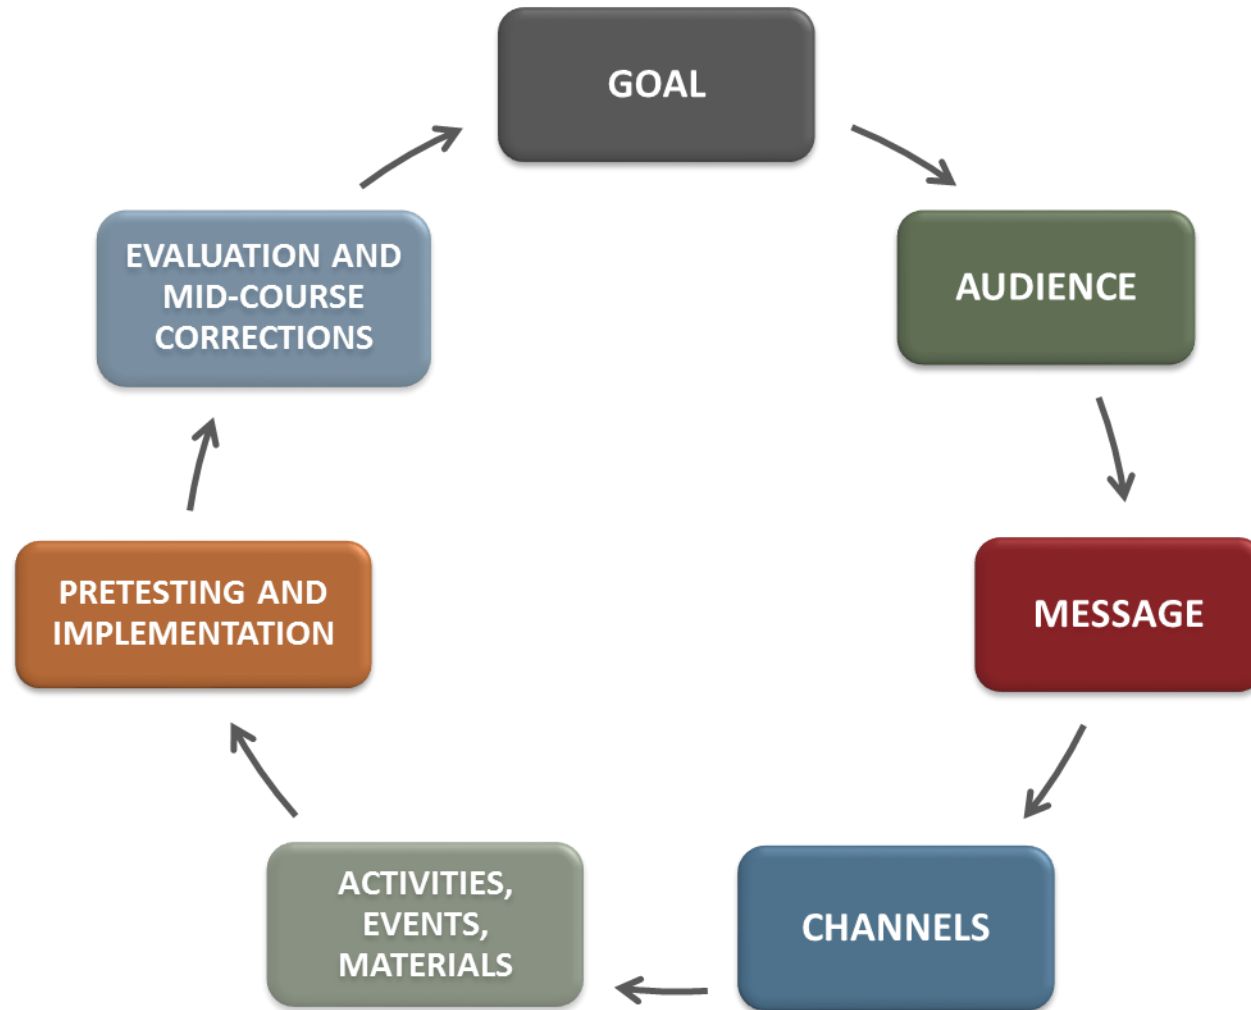 GOAL
AUDIENCE
MESSAGE
CHANNELS
ACTIVITIES,
EVENTS,
MATERIALS
PRETESTING AND
IMPLEMENTATION
EVALUATION AND
MID-COURSE
CORRECTIONS